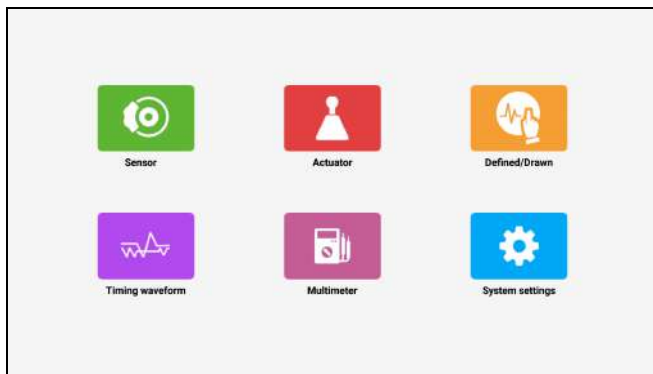 Sensor
Actuator
Defined/Drawn
Timing waveform
Multimeter
System settings